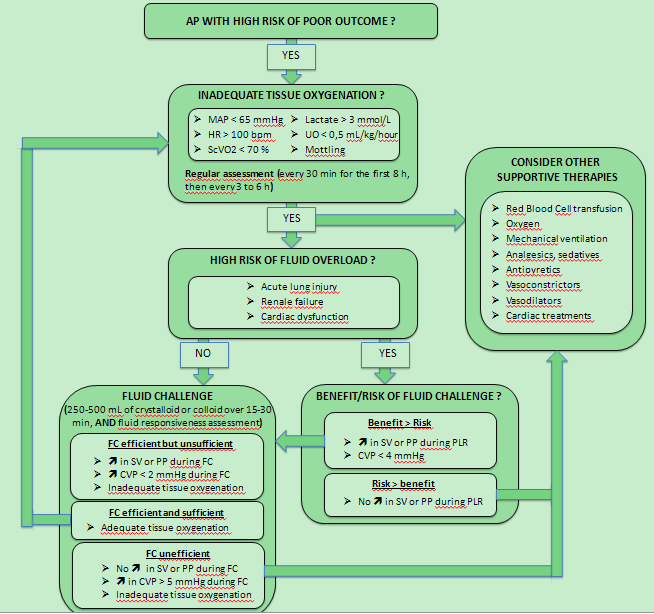 AP WITH HIGH RISK OF POOR OUTCOME ?
YES
INADEQUATE TISSUE OXYGENATION ?
➢ MAP < 65 mmHg ➢ Lactate > 3 mmol/L
➢ HR > 100 bpm ➢ UO < 0,5 mL/kg/hour
➢ ScVO2 < 70 % ➢ Mottling
Regular assessment (every 30 min for the first 8 h,
then every 3 to 6 h)
YES
CONSIDER OTHER
SUPPORTIVE THERAPIES
➢ Red Blood Cell transfusion
➢ Oxygen
➢ Mechanical ventilation
➢ Analgesics, sedatives
➢ Antipyretics
➢ Vasoconstrictors
➢ Vasodilators
➢ Cardiac treatments
HIGH RISK OF FLUID OVERLOAD ?
➢ Acute lung injury
➢ Renale failure
➢ Cardiac dysfunction
NO
YES
FLUID CHALLENGE
(250-500 mL of crystalloid or colloid over 15-30
min, AND fluid responsiveness assessment)
FC efficient but unsufficient
➢ ↗ in SV or PP during FC
➢ ↗ CVP < 2 mmHg during FC
➢ Inadequate tissue oxygenation
FC efficient and sufficient
➢ Adequate tissue oxygenation
FC unefficient
➢ No ↗ in SV or PP during FC
➢ ↗ in CVP > 5 mmHg during FC
➢ Inadequate tissue oxygenation
BENEFIT/RISK OF FLUID CHALLENGE ?
Benefit > Risk
➢ ↗ in SV or PP during PLR
➢ CVP < 4 mmHg
Risk > benefit
➢ No ↗ in SV or PP during PLR